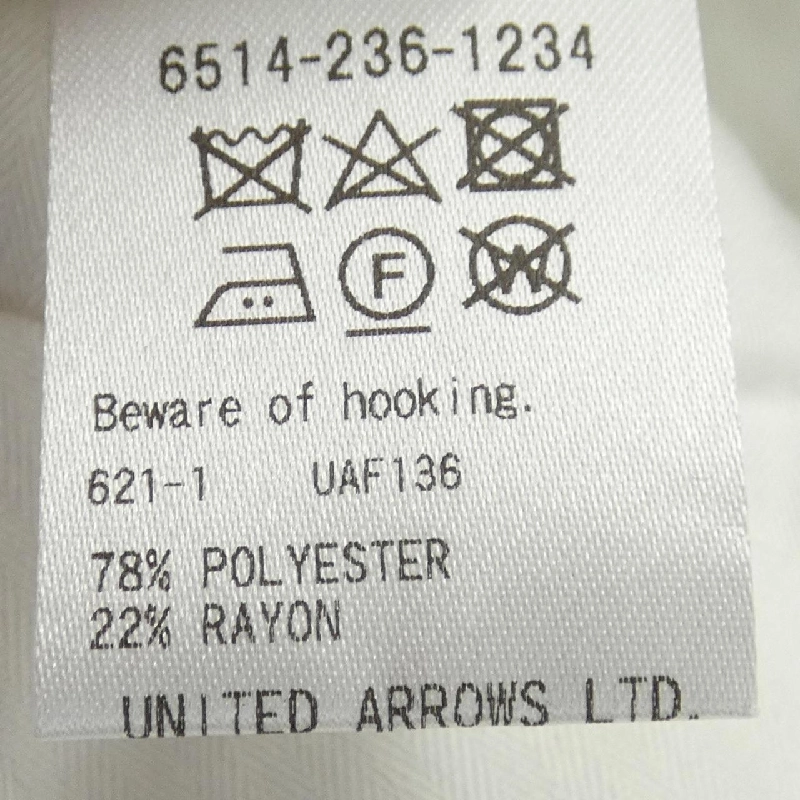 6514-236-1234
F W
Beware of hooking.
621-1 UAF136
78% POLYESTER
22% RAYON
UNITED ARROWS LTD.